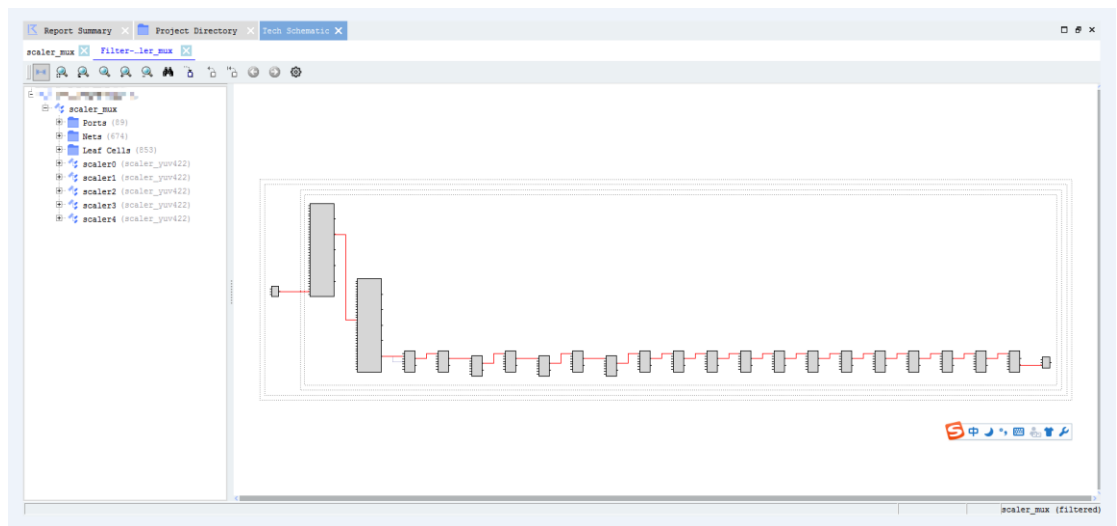 Report Summary Project Directory Tech Schematic
scaler_mux Filter-…ler_mux
scaler_mux
Ports (89)
Nets (674)
Leaf Cells (853)
scaler0 (scaler_yuv422)
scaler1 (scaler_yuv422)
scaler2 (scaler_yuv422)
scaler3 (scaler_yuv422)
scaler4 (scaler_yuv422)
S 中
scaler_mux (filtered)